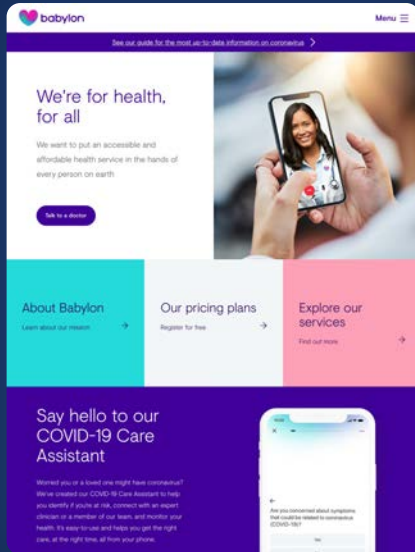 babylon
Menu
See our guide for the most up-to-date information on coronavirus
We're for health,
for all
We want to put an accessible and
affordable health service in the hands of
every person on earth
Talk to a doctor
About Babylon
Learn about our mission
Our pricing plans
Register for free
Explore our
services
Find out more
Say hello to our
COVID-19 Care
Assistant
Worried you or a loved one might have coronavirus?
We've created our COVID-19 Care Assistant to help
you identify if you're at risk, connect with an expert
clinician or a member of our team, and monitor your
health. It's easy-to-use and helps you get the right
care, at the right time, all from your phone.
Are you concerned about symptoms
that could be related to coronavirus
(COVID-19)?
Yes